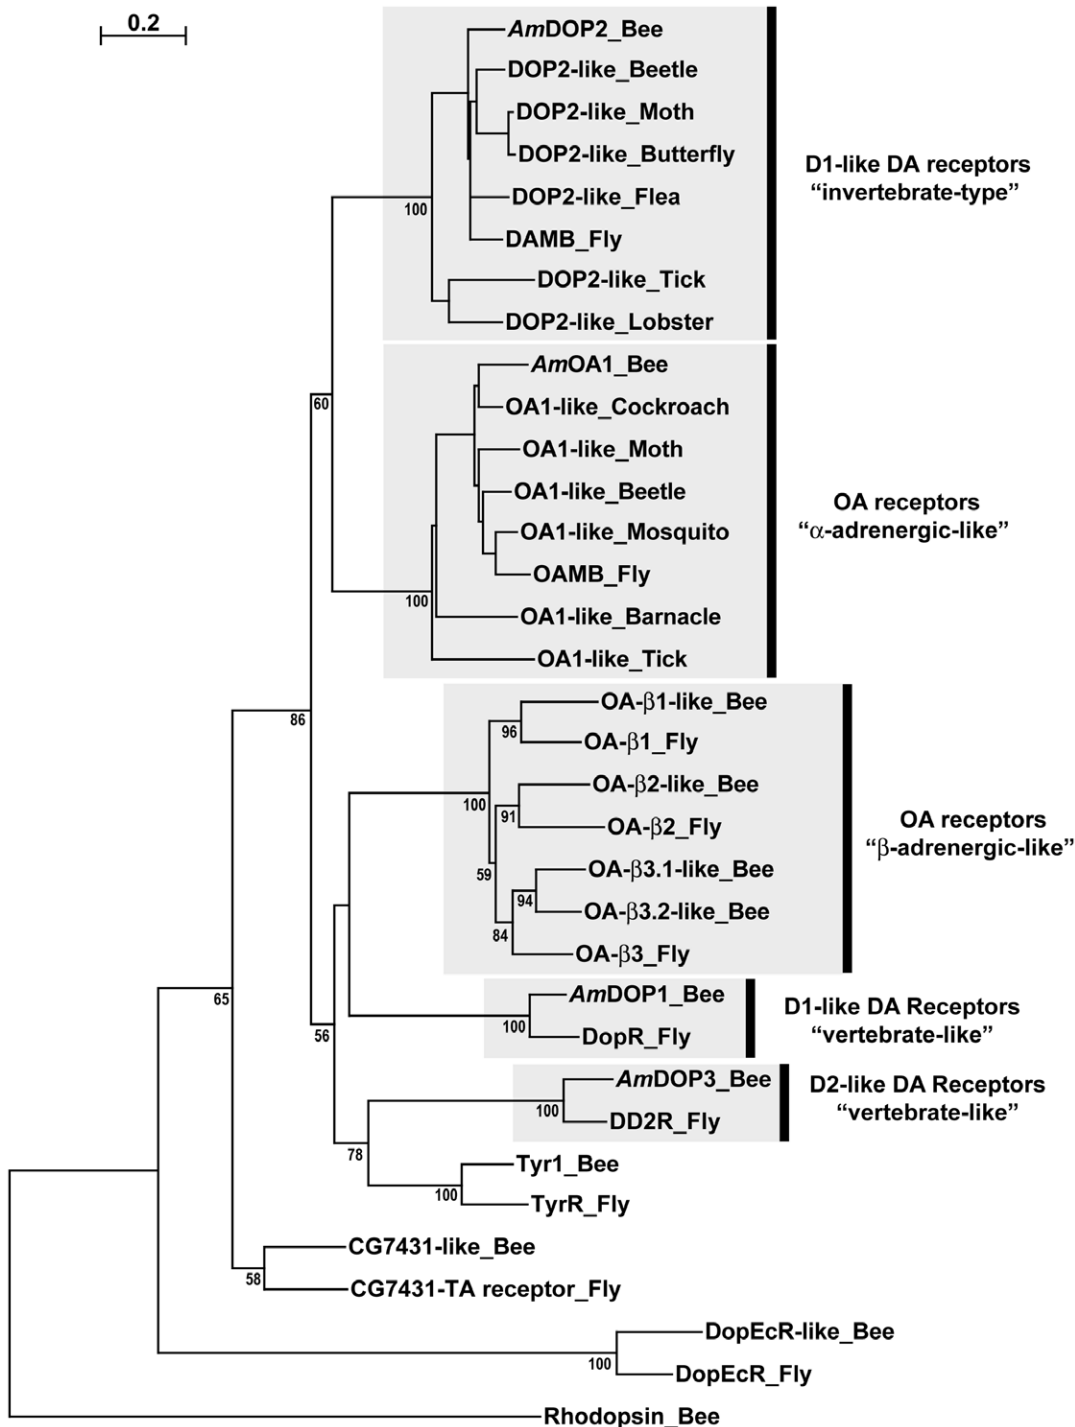 0.2
AmDOP2_Bee
DOP2-like_Beetle
DOP2-like_Moth
DOP2-like_Butterfly
DOP2-like_Flea
DAMB_Fly
DOP2-like_Tick
DOP2-like_Lobster
D1-like DA receptors
“invertebrate-type”
100
60
AmOA1_Bee
OA1-like_Cockroach
OA1-like_Moth
OA1-like_Beetle
OA1-like_Mosquito
OAMB_Fly
OA1-like_Barnacle
OA1-like_Tick
OA receptors
“α-adrenergic-like”
100
86
OA-β1-like_Bee
OA-β1_Fly
OA-β2-like_Bee
OA-β2_Fly
OA-β3.1-like_Bee
OA-β3.2-like_Bee
OA-β3_Fly
OA receptors
“β-adrenergic-like”
96
100
91
59
94
84
AmDOP1_Bee
DopR_Fly
D1-like DA Receptors
“vertebrate-like”
65
100
56
AmDOP3_Bee
DD2R_Fly
D2-like DA Receptors
“vertebrate-like”
100
78
Tyr1_Bee
TyrR_Fly
100
CG7431-like_Bee
CG7431-TA receptor_Fly
58
DopEcR-like_Bee
DopEcR_Fly
100
Rhodopsin_Bee